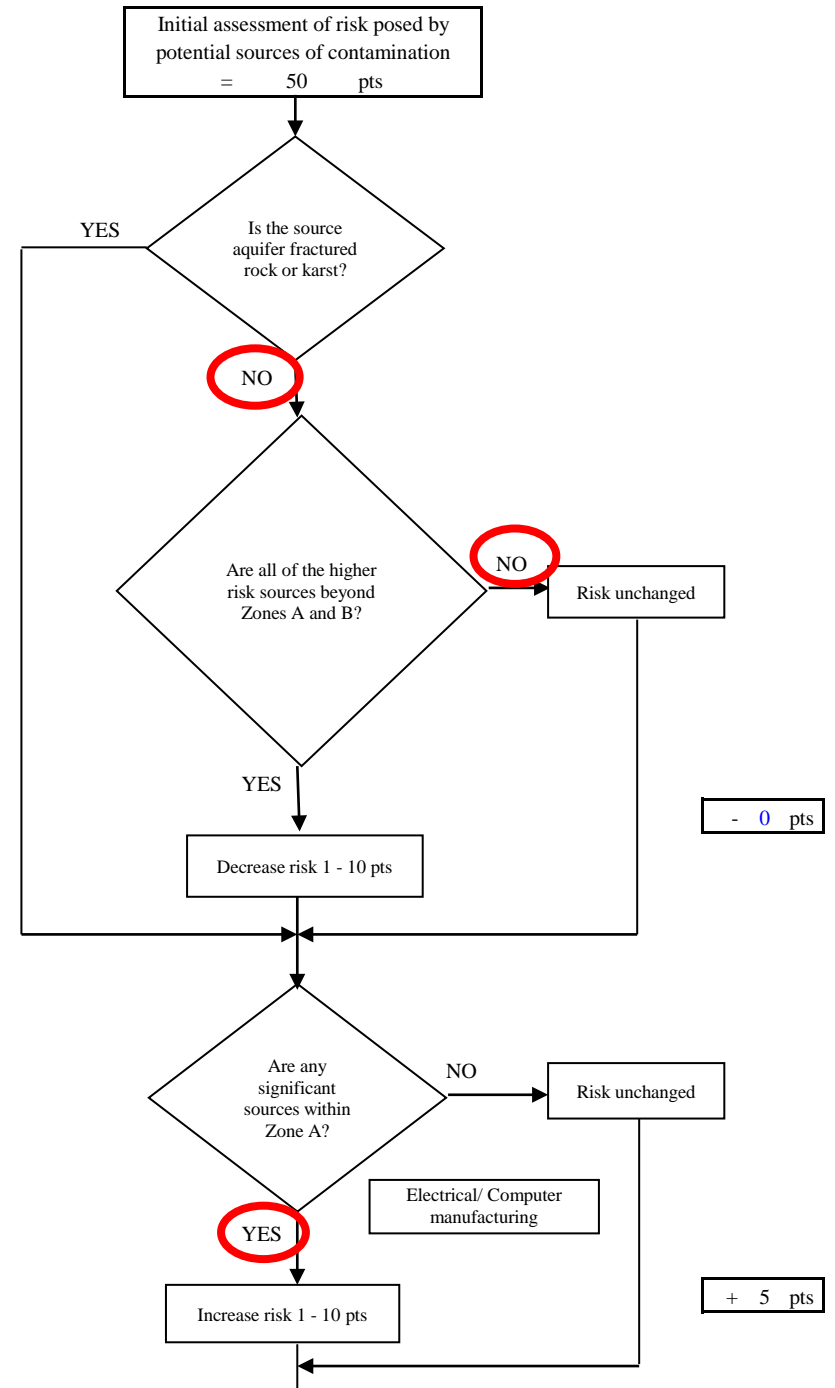 Initial assessment of risk posed by
potential sources of contamination
= 50 pts
YES
Is the source
aquifer fractured
rock or karst?
NO
Are all of the higher
risk sources beyond
Zones A and B?
NO
Risk unchanged
YES
- 0 pts
Decrease risk 1 - 10 pts
Are any
significant
sources within
Zone A?
NO
Risk unchanged
Electrical/ Computer
manufacturing
YES
+ 5 pts
Increase risk 1 - 10 pts